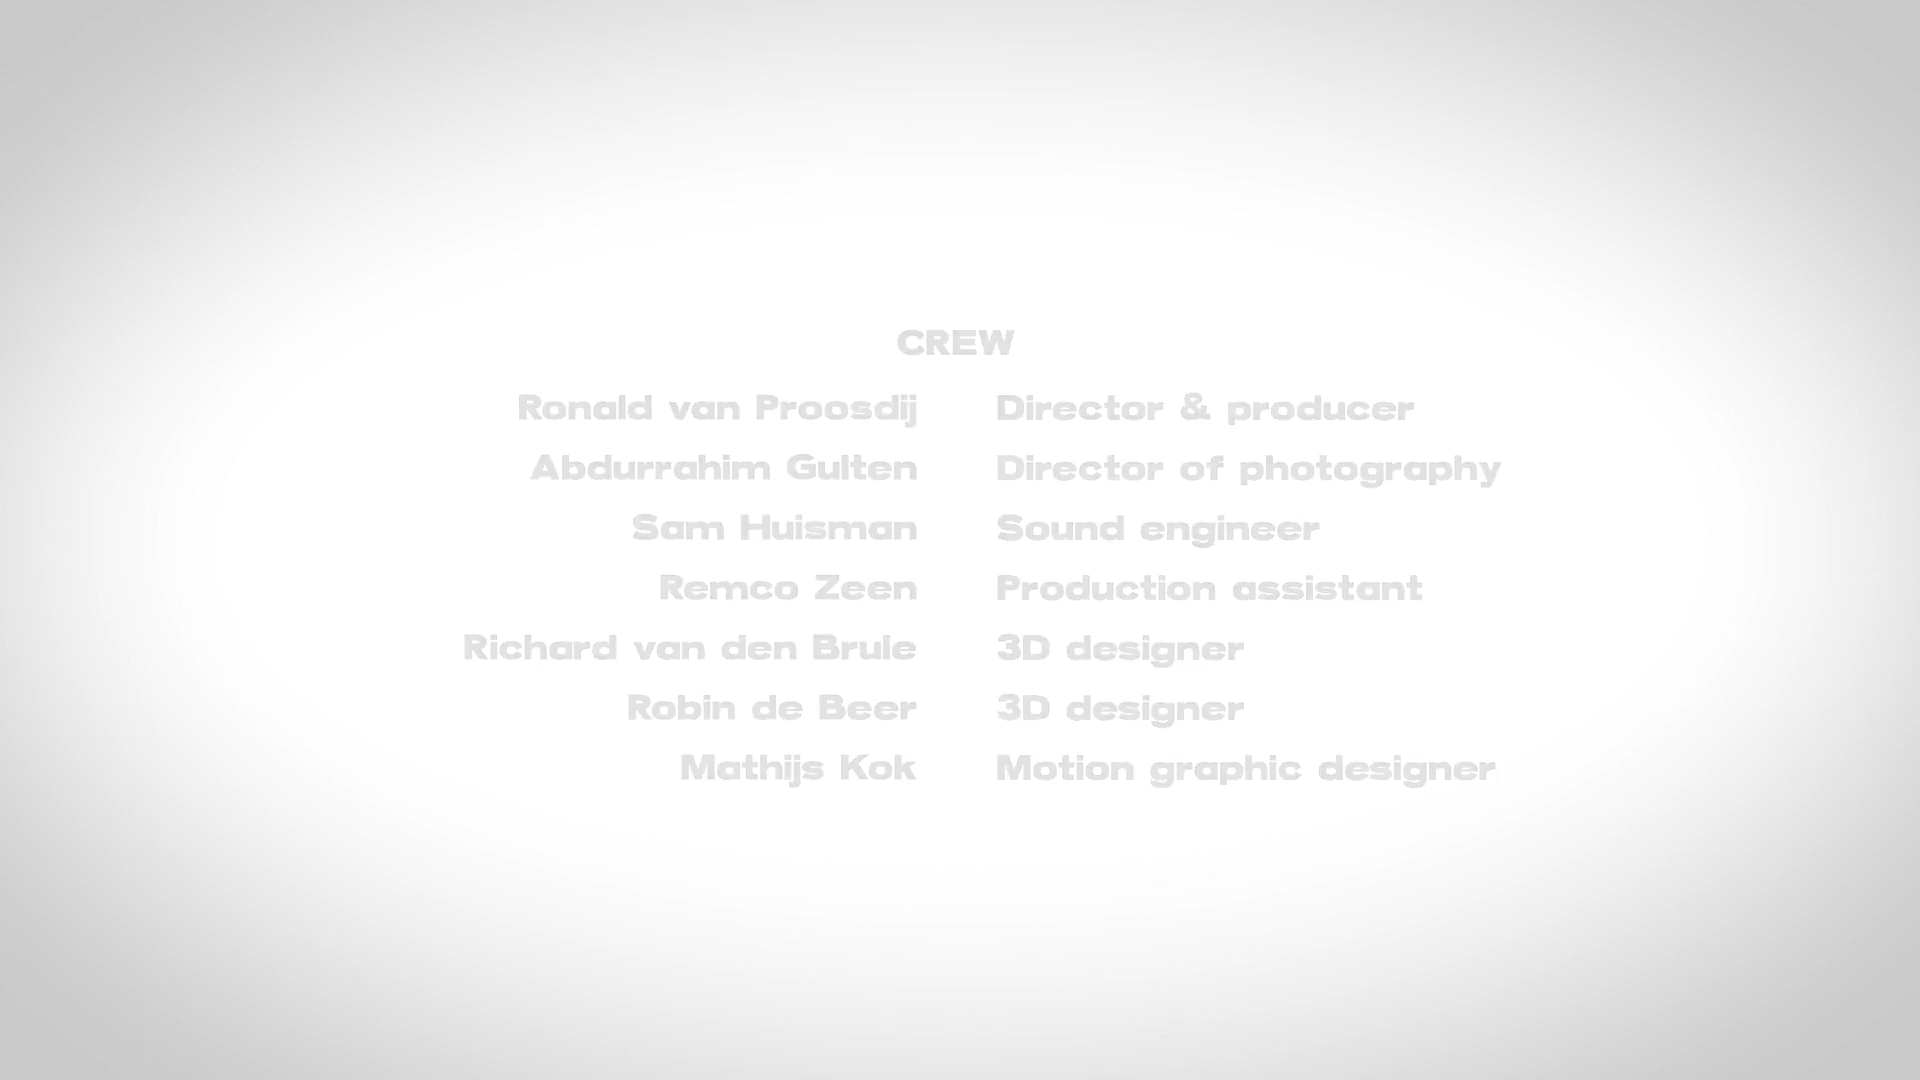 CREW
Ronald van Proosdij Director & producer
Abdurrahim Gulten Director of photography
Sam Huisman Sound engineer
Remco Zeen Production assistant
Richard van den Brule 3D designer
Robin de Beer 3D designer
Mathijs Kok Motion graphic designer